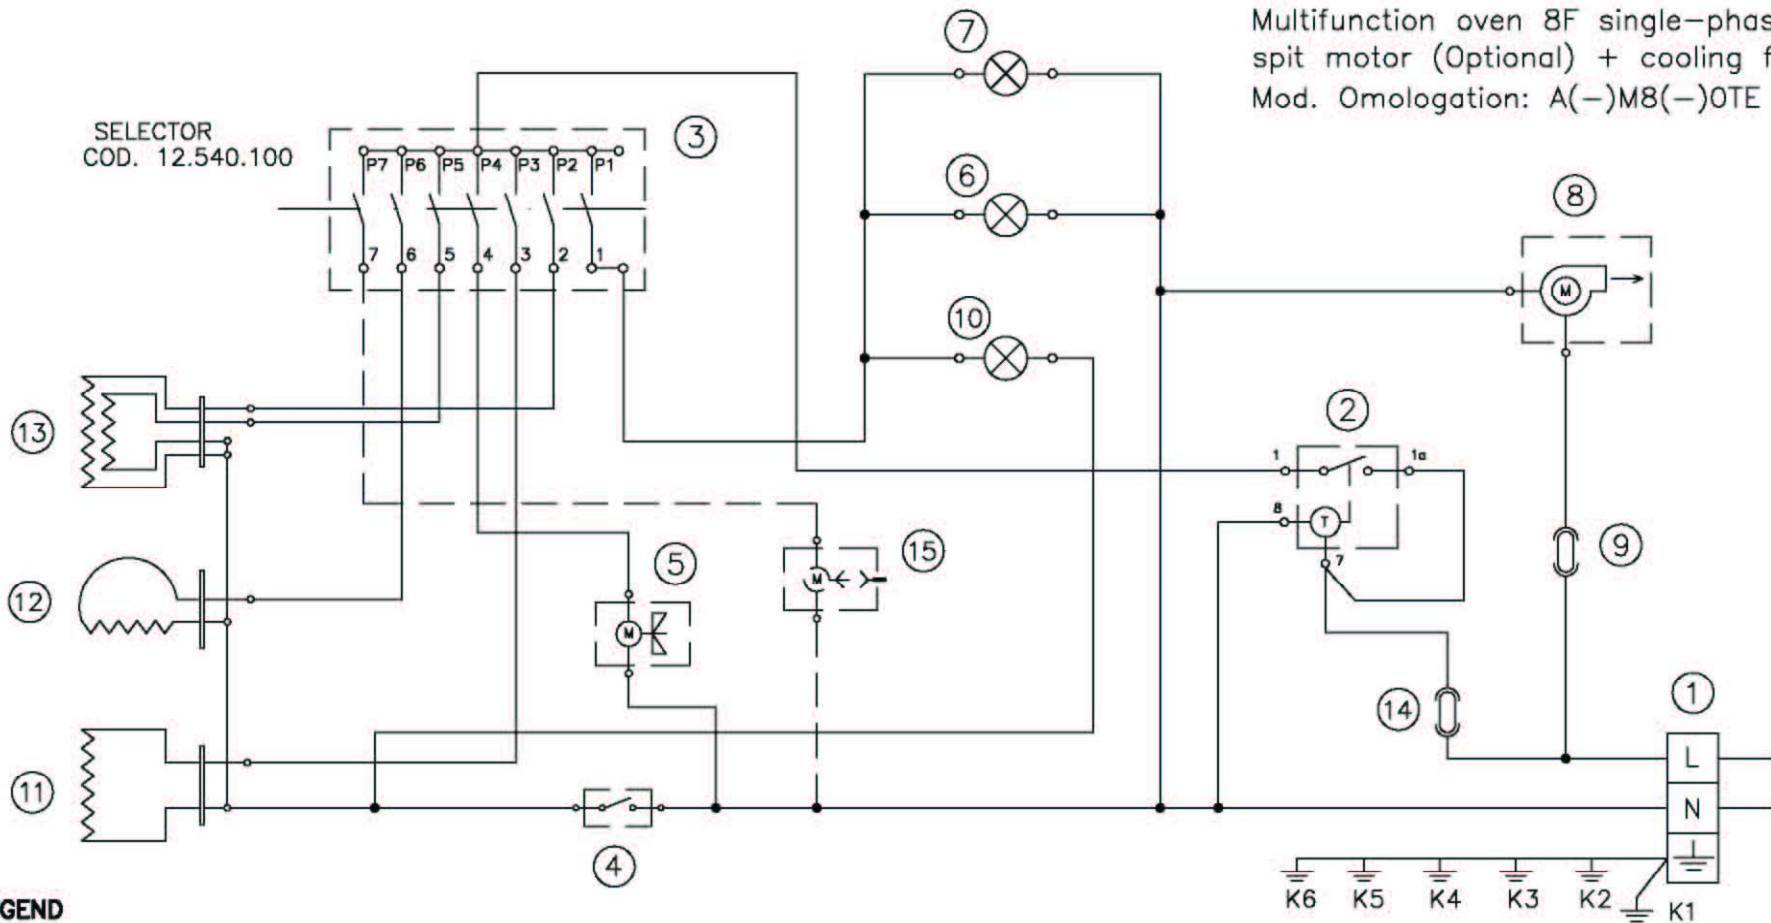 Multifunction oven 8F single-phas
spit motor (Optional) + cooling f
Mod. Omologation: A(-)M8(-)OTE
SELECTOR
COD. 12.540.100
3
P7 P6 P5 P4 P3 P2 P1
7 6 5 4 3 2 1
7
6
10
8
M
13
2
1 1a
8 T
7
9
12
5
M
15
M
14
1
L
N
11
4
K6 K5 K4 K3 K2 K1
GEND